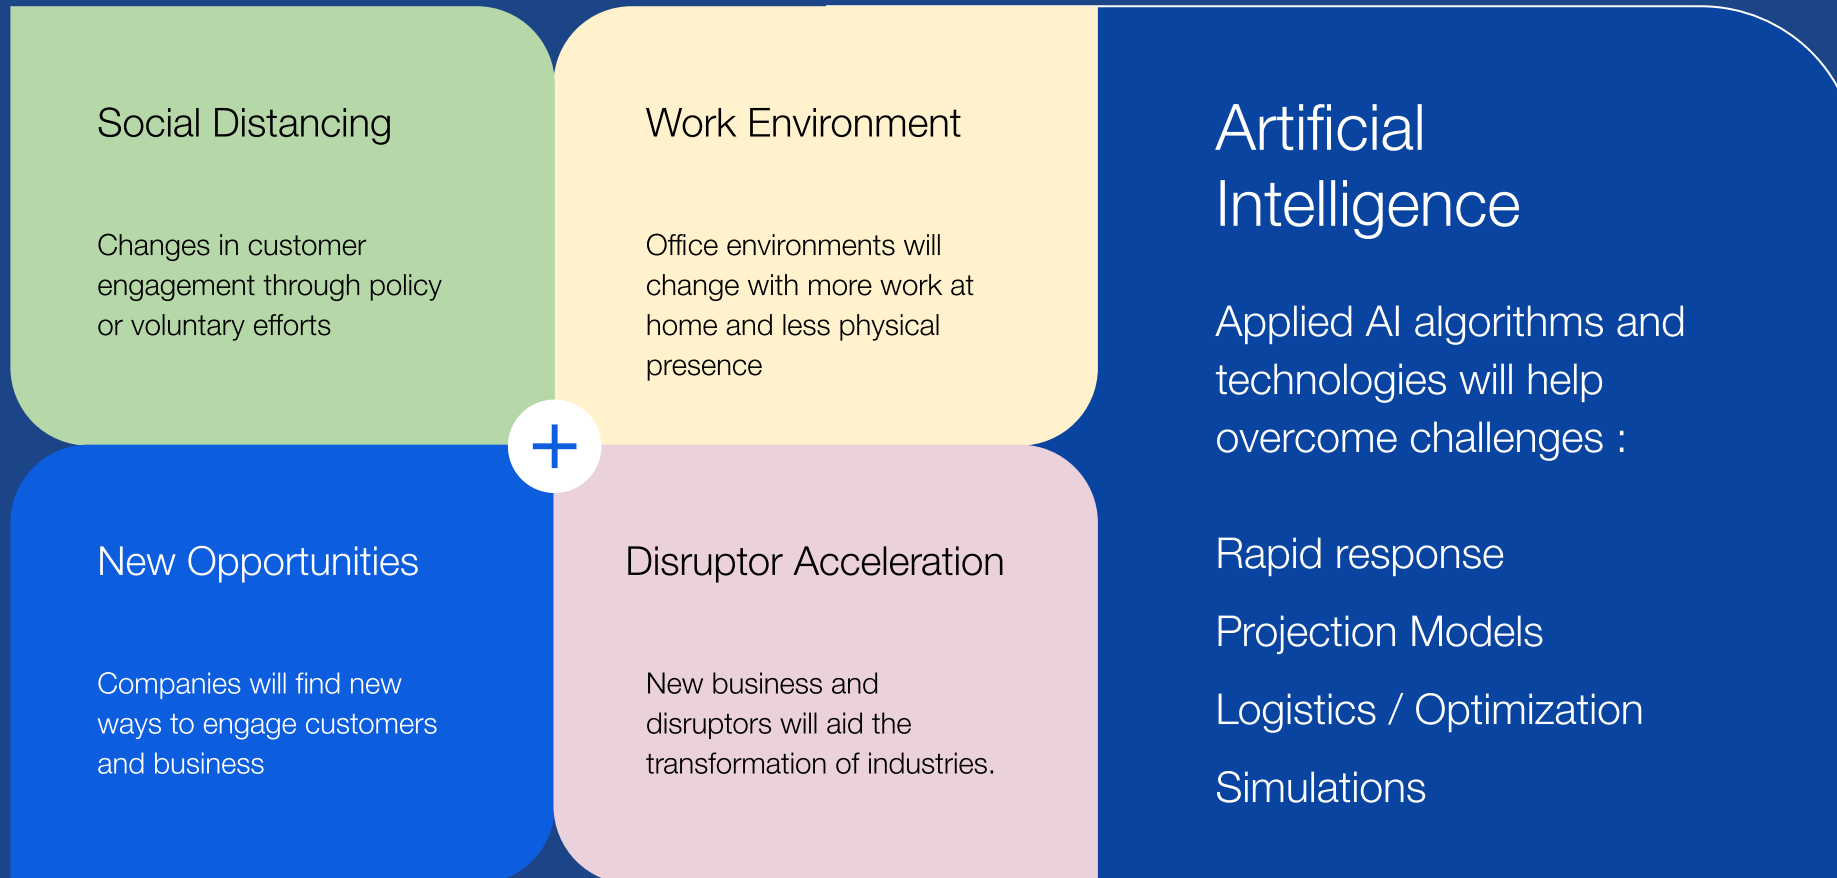 Social Distancing
Changes in customer
engagement through policy
or voluntary efforts
Work Environment
Office environments will
change with more work at
home and less physical
presence
New Opportunities
Companies will find new
ways to engage customers
and business
Disruptor Acceleration
New business and
disruptors will aid the
transformation of industries.
Artificial
Intelligence
Applied AI algorithms and
technologies will help
overcome challenges :
Rapid response
Projection Models
Logistics / Optimization
Simulations